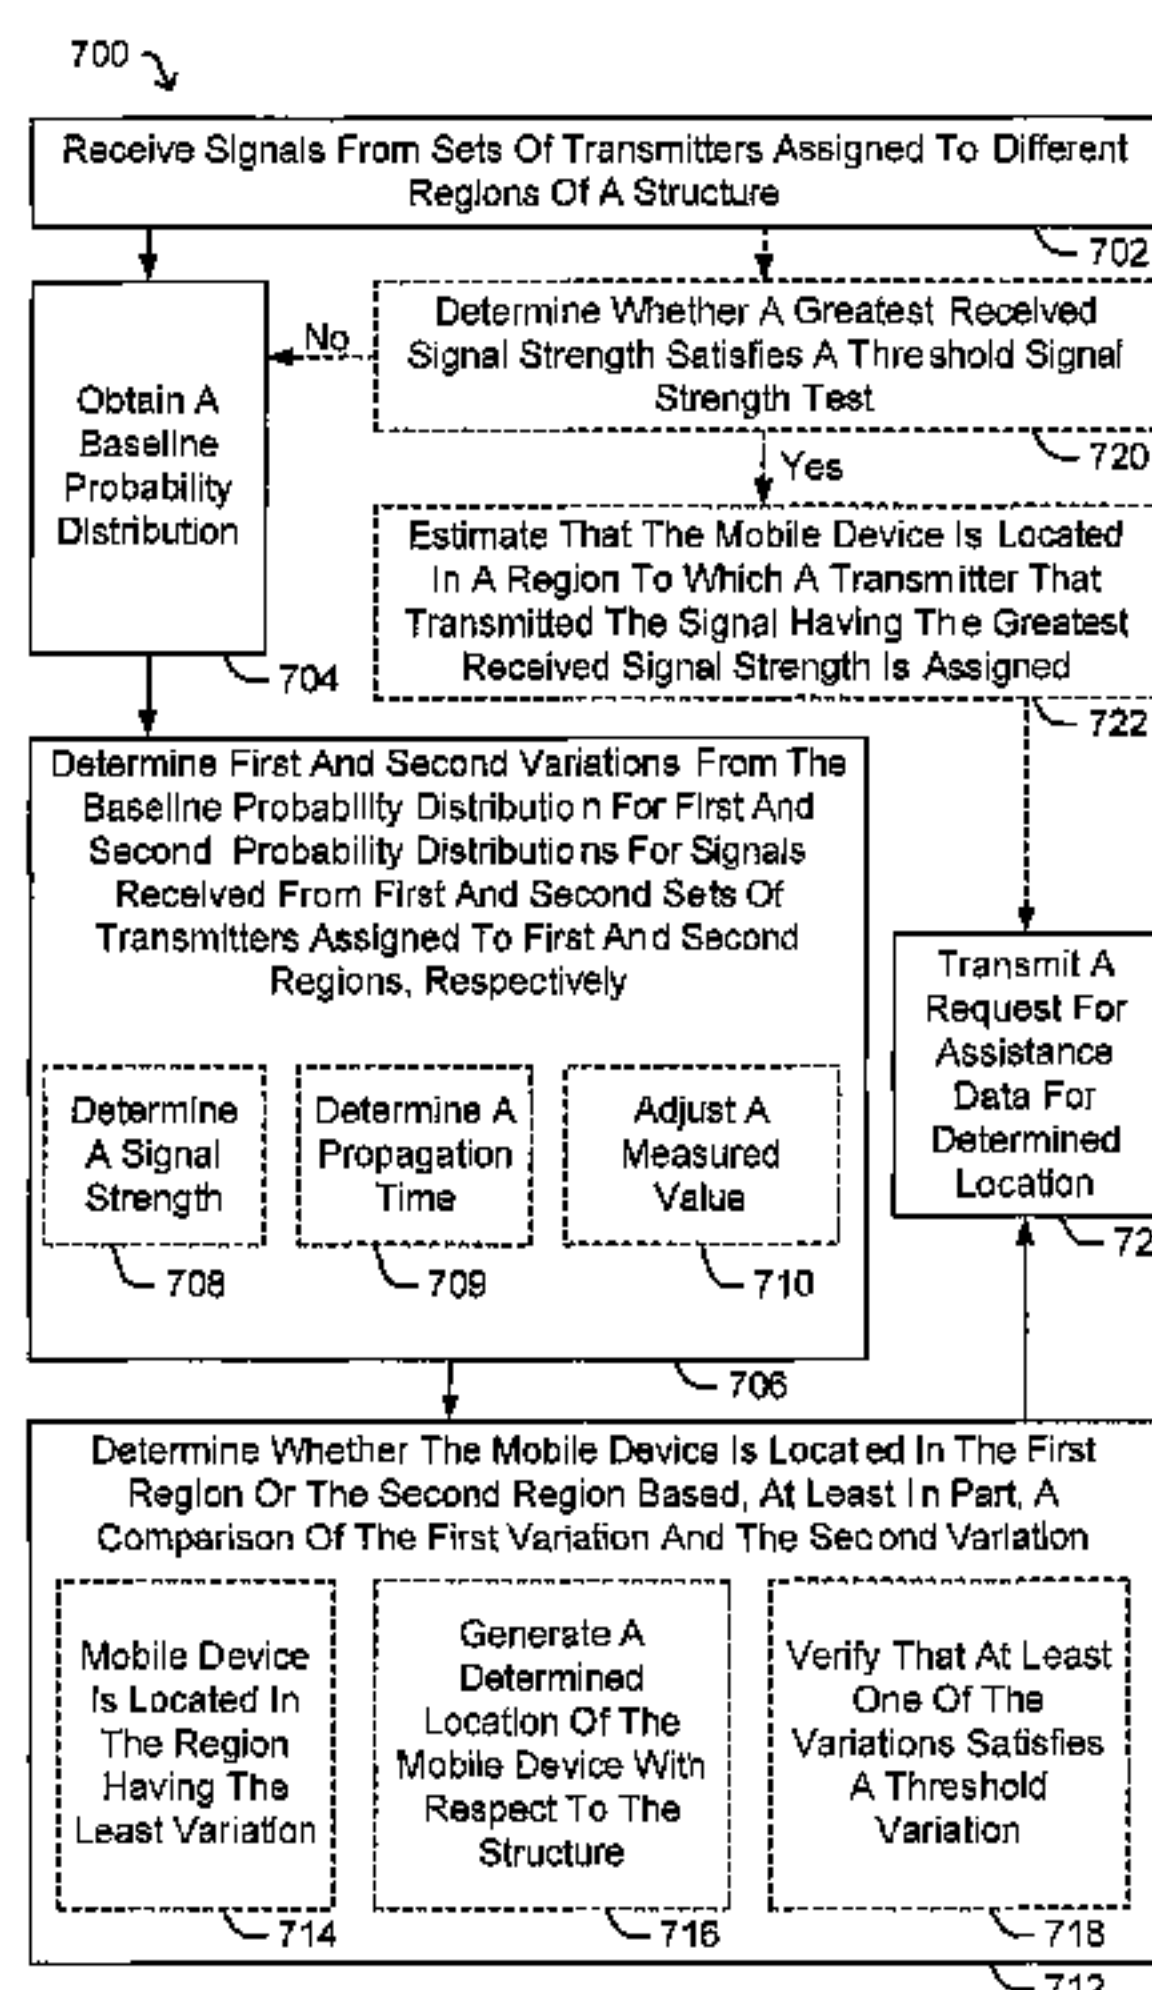 700
Receive Signals From Sets Of Transmitters Assigned To Different
Regions Of A Structure
702
Determine Whether A Greatest Received
Signal Strength Satisfies A Threshold Signal
Strength Test
No
720
Yes
Obtain A
Baseline
Probability
Distribution
704
Estimate That The Mobile Device Is Located
In A Region To Which A Transmitter That
Transmitted The Signal Having The Greatest
Received Signal Strength Is Assigned
722
Determine First And Second Variations From The
Baseline Probability Distribution For First And
Second Probability Distributions For Signals
Received From First And Second Sets Of
Transmitters Assigned To First And Second
Regions, Respectively
Determine
A Signal
Strength
708
Determine A
Propagation
Time
709
Adjust A
Measured
Value
710
706
Transmit A
Request For
Assistance
Data For
Determined
Location
72
Determine Whether The Mobile Device Is Located In The First
Region Or The Second Region Based, At Least In Part, A
Comparison Of The First Variation And The Second Variation
Mobile Device
Is Located In
The Region
Having The
Least Variation
714
Generate A
Determined
Location Of The
Mobile Device With
Respect To The
Structure
716
Verify That At Least
One Of The
Variations Satisfies
A Threshold
Variation
718
712